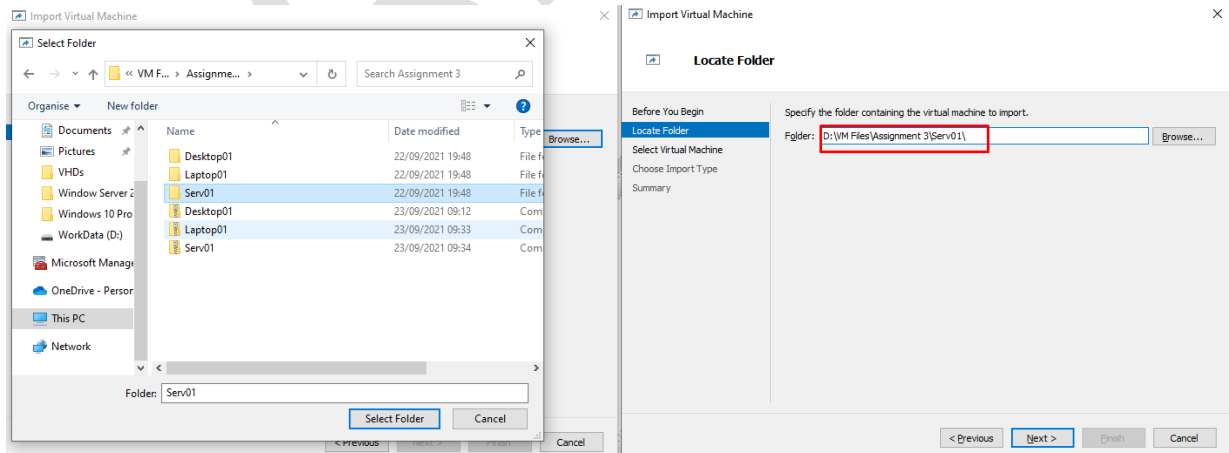 Import Virtual Machine
Select Folder
« VM F... > Assignme... >
Search Assignment 3
Organise
New folder
Documents
Pictures
VHDs
Window Server 2
Windows 10 Pro
WorkData (D:)
Microsoft Manage
OneDrive - Person
This PC
Network
Name Date modified Type
Desktop01 22/09/2021 19:48 File f
Laptop01 22/09/2021 19:48 File f
Serv01 22/09/2021 19:48 File f
Desktop01 23/09/2021 09:12 Com
Laptop01 23/09/2021 09:33 Com
Serv01 23/09/2021 09:34 Com
Browse...
Folder: Serv01
Select Folder Cancel
< Previous Next > Finish Cancel
Import Virtual Machine
Locate Folder
Before You Begin
Locate Folder
Select Virtual Machine
Choose Import Type
Summary
Specify the folder containing the virtual machine to import.
Folder: D:\VM Files\Assignment 3\Serv01\ Browse...
< Previous Next > Finish Cancel